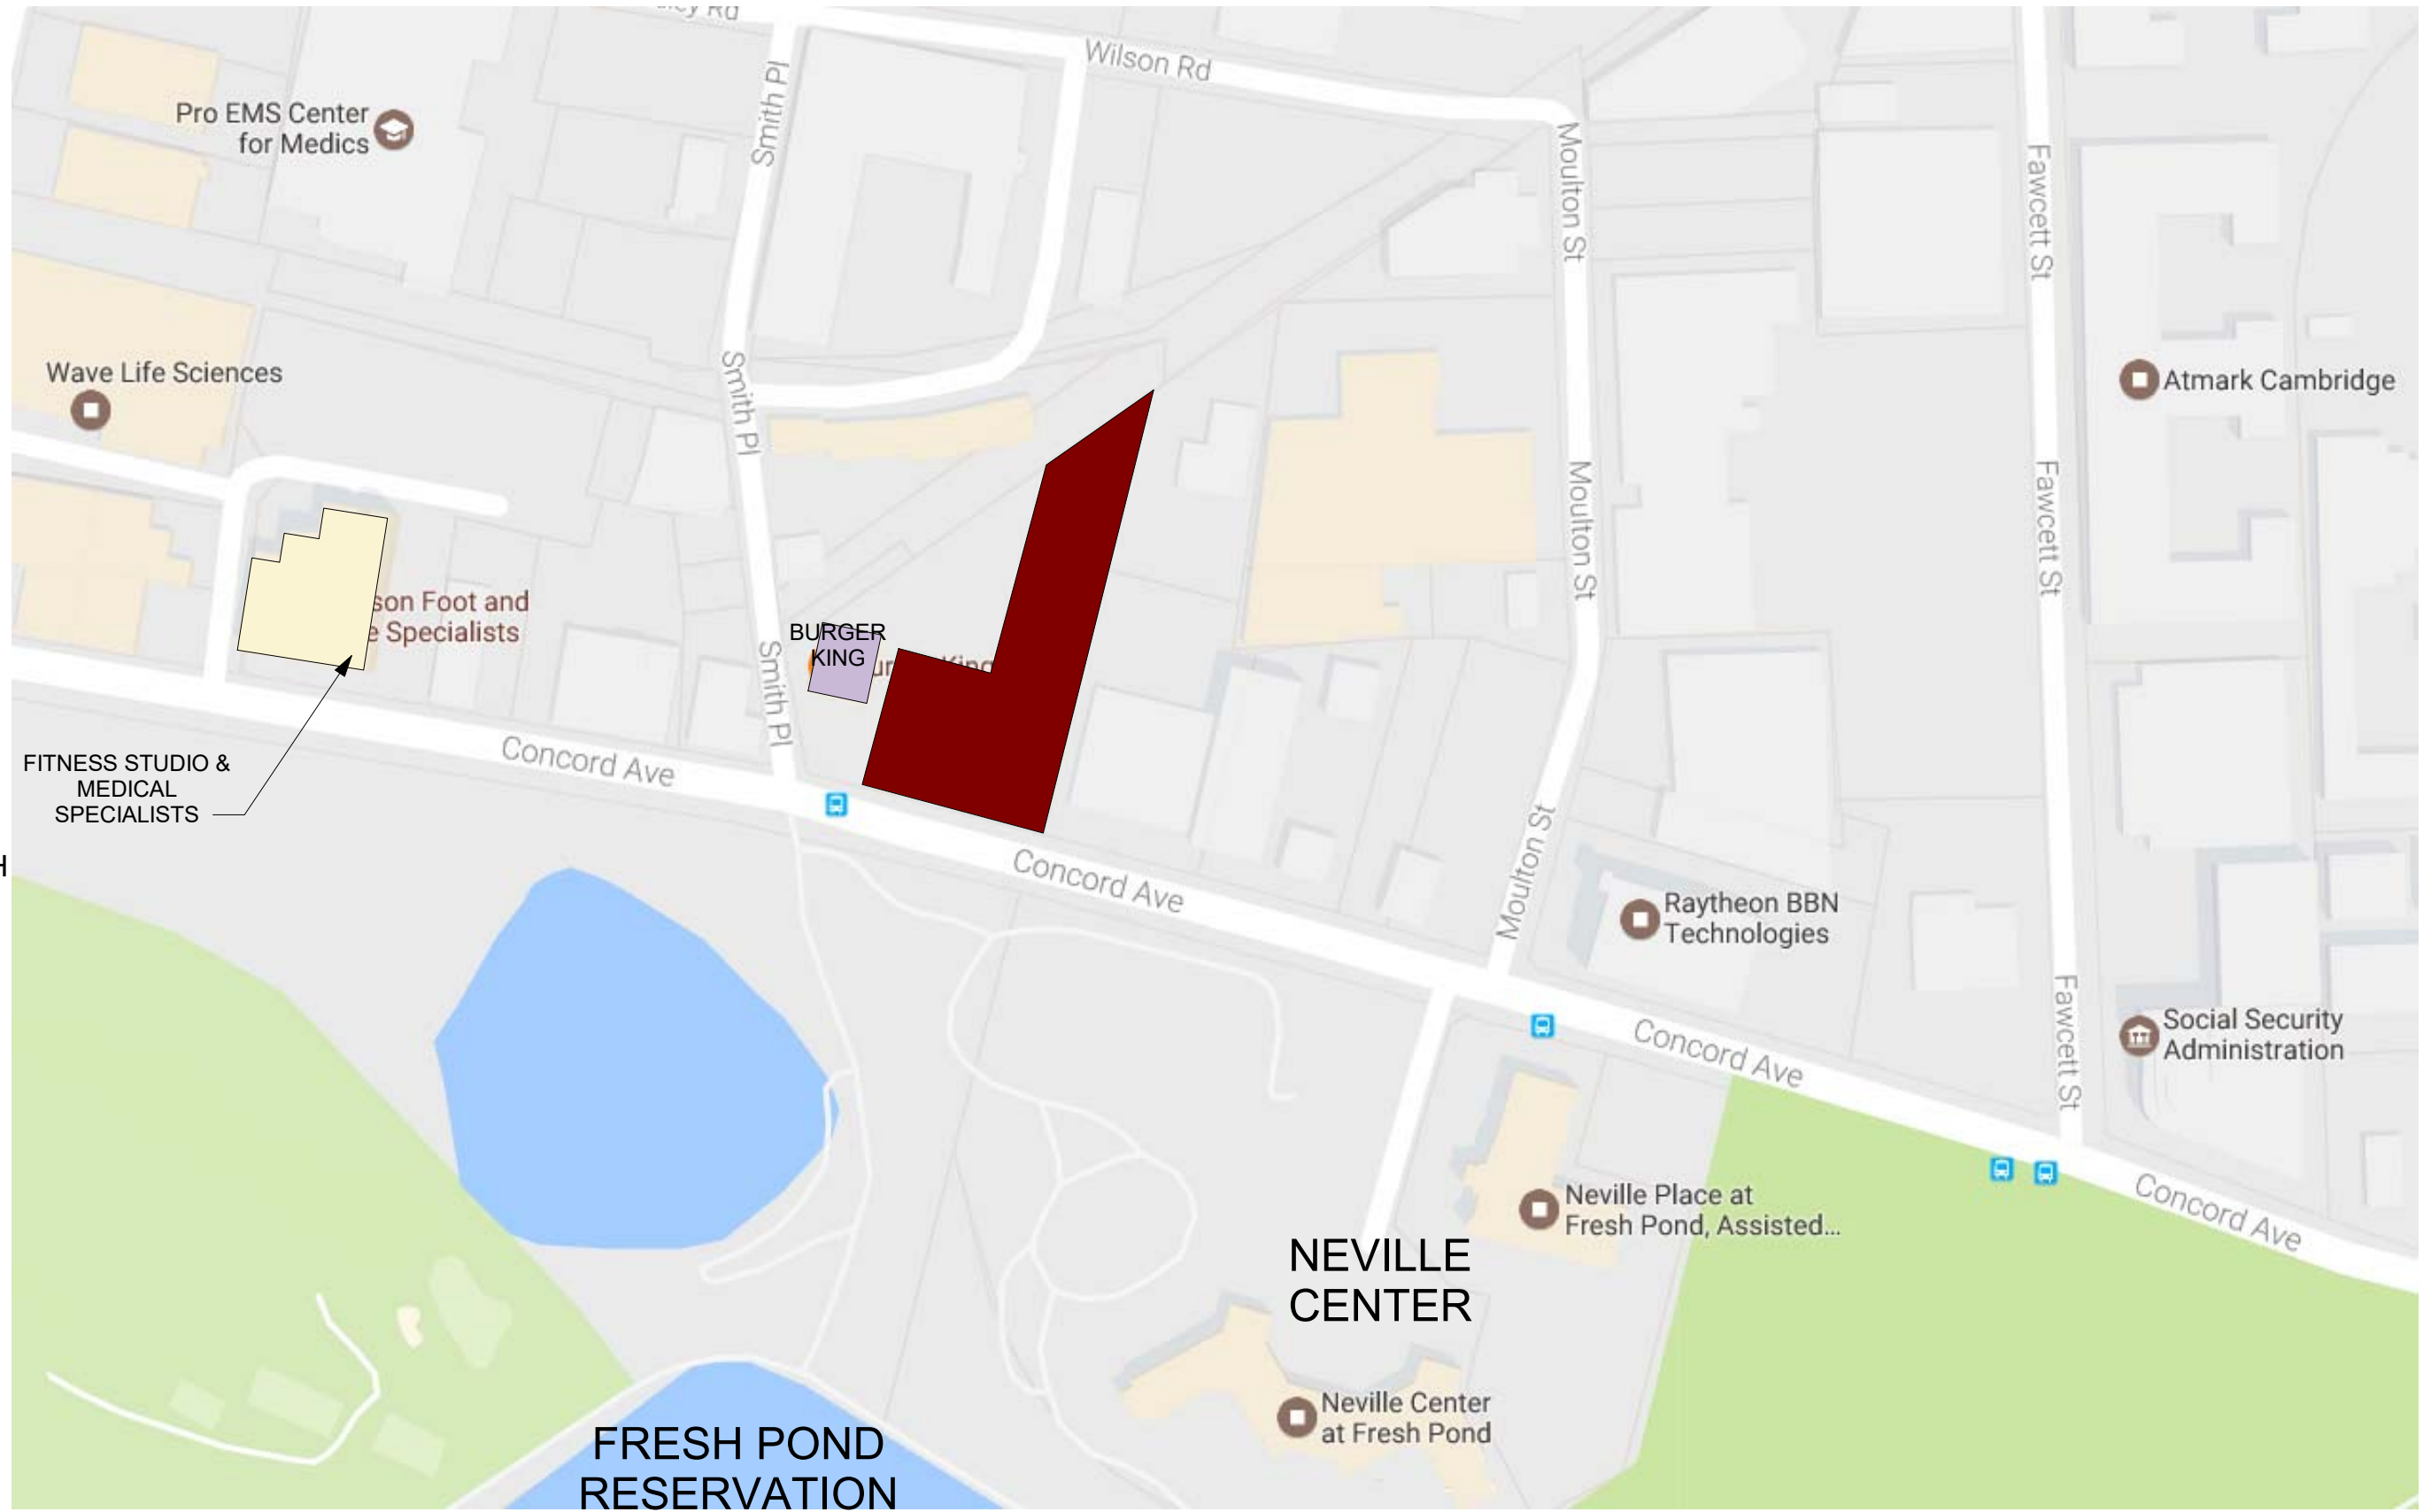 Wilson Rd
Smith Pl
Pro EMS Center
for Medics
Moulton St
Fawcett St
Wave Life Sciences
Smith Pl
Atmark Cambridge
Moulton St
Fawcett St
son Foot and
Specialists
BURGER
KING
Smith Pl
FITNESS STUDIO &
MEDICAL
SPECIALISTS
Concord Ave
Concord Ave
Moulton St
Raytheon BBN
Technologies
Fawcett St
Social Security
Administration
Concord Ave
Neville Place at
Fresh Pond, Assisted...
Concord Ave
NEVILLE
CENTER
Neville Center
at Fresh Pond
FRESH POND
RESERVATION